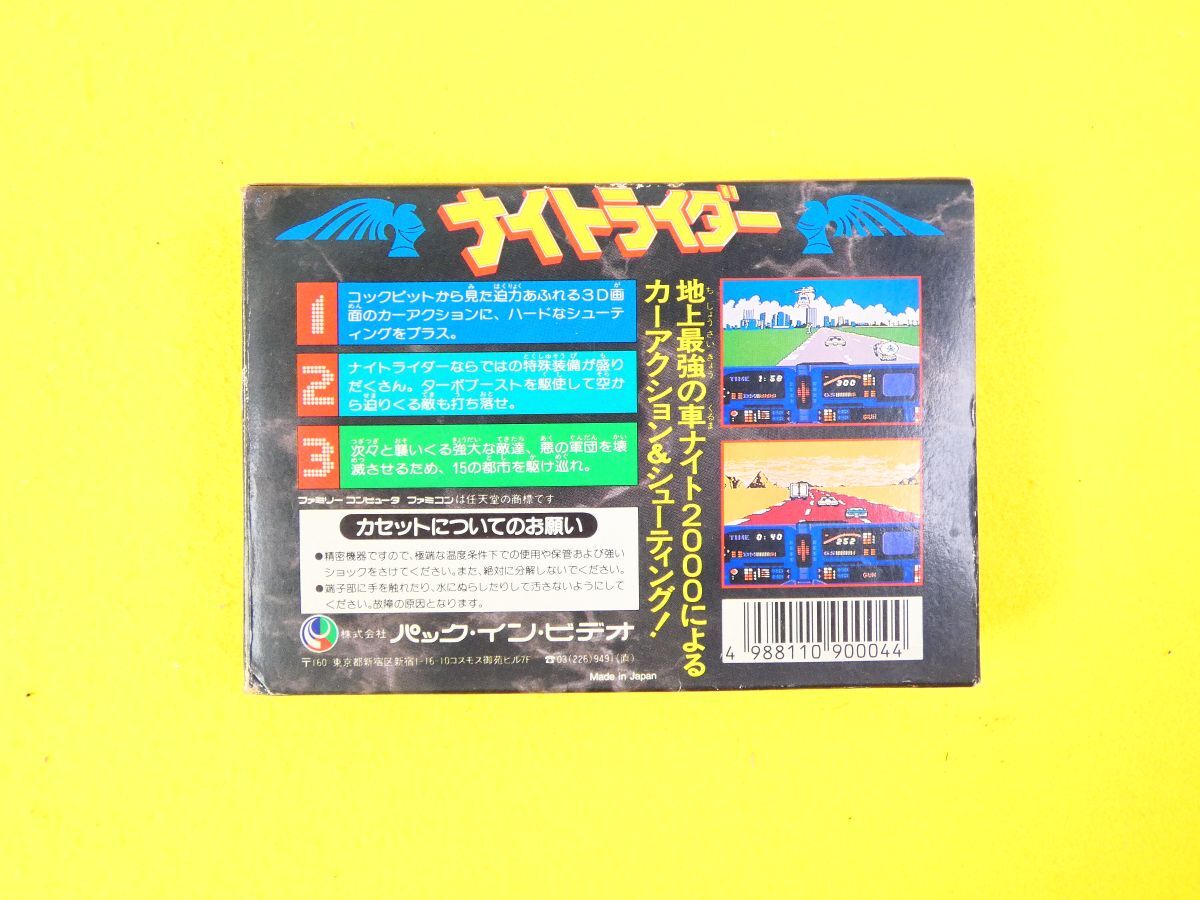 ナイトライダー
1
コックピットから見た迫力あふれる3D画
面のカーアクションに、ハードなシューテ
ィングをプラス。
2
ナイトライダーならではの特殊装備が盛り
だくさん。ターボブーストを駆使して空か
ら迫りくる敵も打ち落せ。
3
次々と襲いくる強大な敵達、悪の軍団を壊
滅させるため、15の都市を駆け巡れ。
ファミリーコンピュータ ファミコンは任天堂の商標です
カセットについてのお願い
●精密機器ですので、極端な温度条件下での使用や保管および強い
ショックをさけてください。また、絶対に分解しないでください。
●端子部に手を触れたり、水にぬらしたりして汚さないようにして
ください。故障の原因となります。
株式会社 パック・イン・ビデオ
〒160 東京都新宿区新宿1-16-10コスモス御苑ビル7F ☎03(226)9491(直)
Made in Japan
地上最強の車ナイト2000による
カーアクション&シューティング!
TIME 1:58
300
GUN
TIME 0:40
252
GUN
4 988110 900044